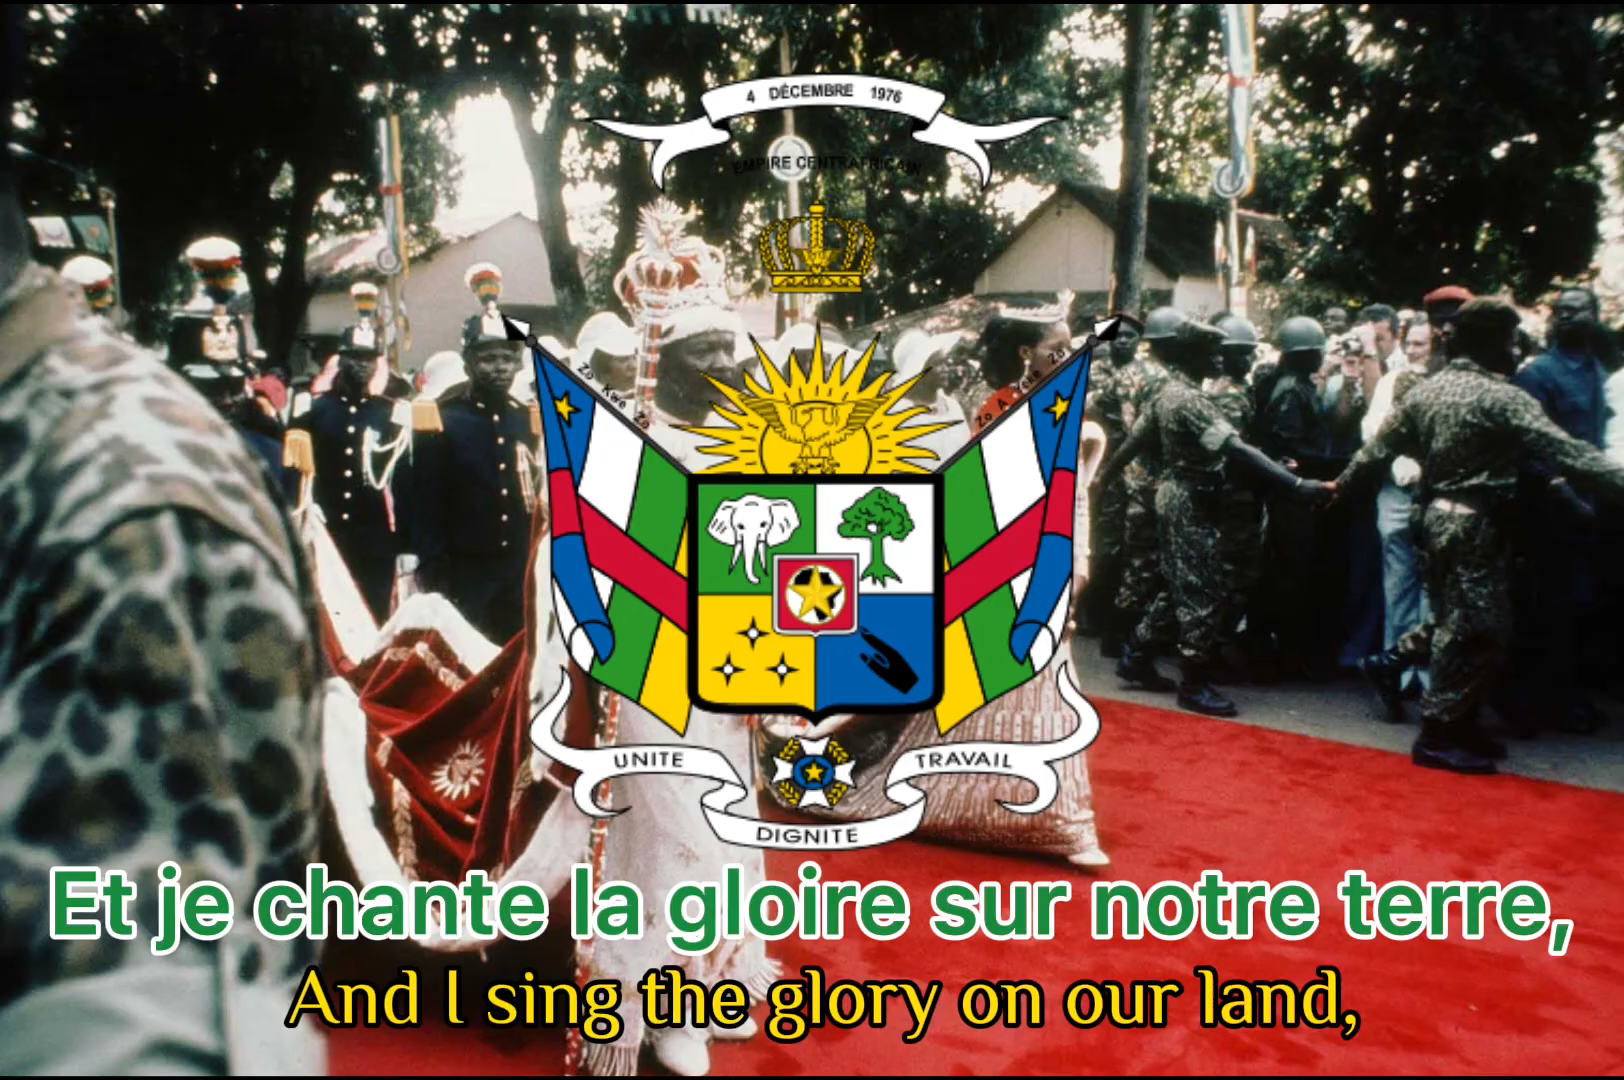 4 DÉCEMBRE 1976
EMPIRE CENTRAFRICAIN
Zo Kwe Zo
Zo A Yeke Zo
UNITE
TRAVAIL
DIGNITE
Et je chante la gloire sur notre terre,
And I sing the glory on our land,